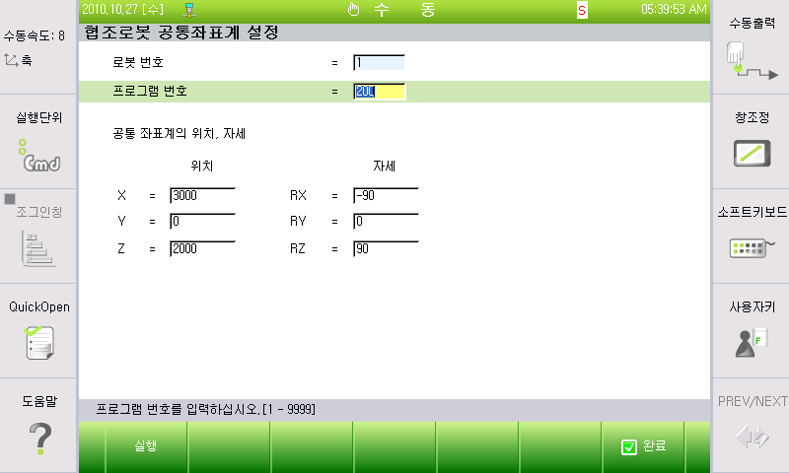 2010.10.27 [수] 수 동 S 05:39:53 AM
수동속도: 8
축
실행단위
Cmd
조그인칭
QuickOpen
도움말
협조로봇 공통좌표계 설정
로봇 번호 = 1
프로그램 번호 = 200
공통 좌표계의 위치, 자세
위치 자세
X = 3000 RX = -90
Y = 0 RY = 0
Z = 2000 RZ = 90
프로그램 번호를 입력하십시오.[1 - 9999]
실행 완료
수동출력
창조정
소프트키보드
사용자키
F
PREV/NEXT